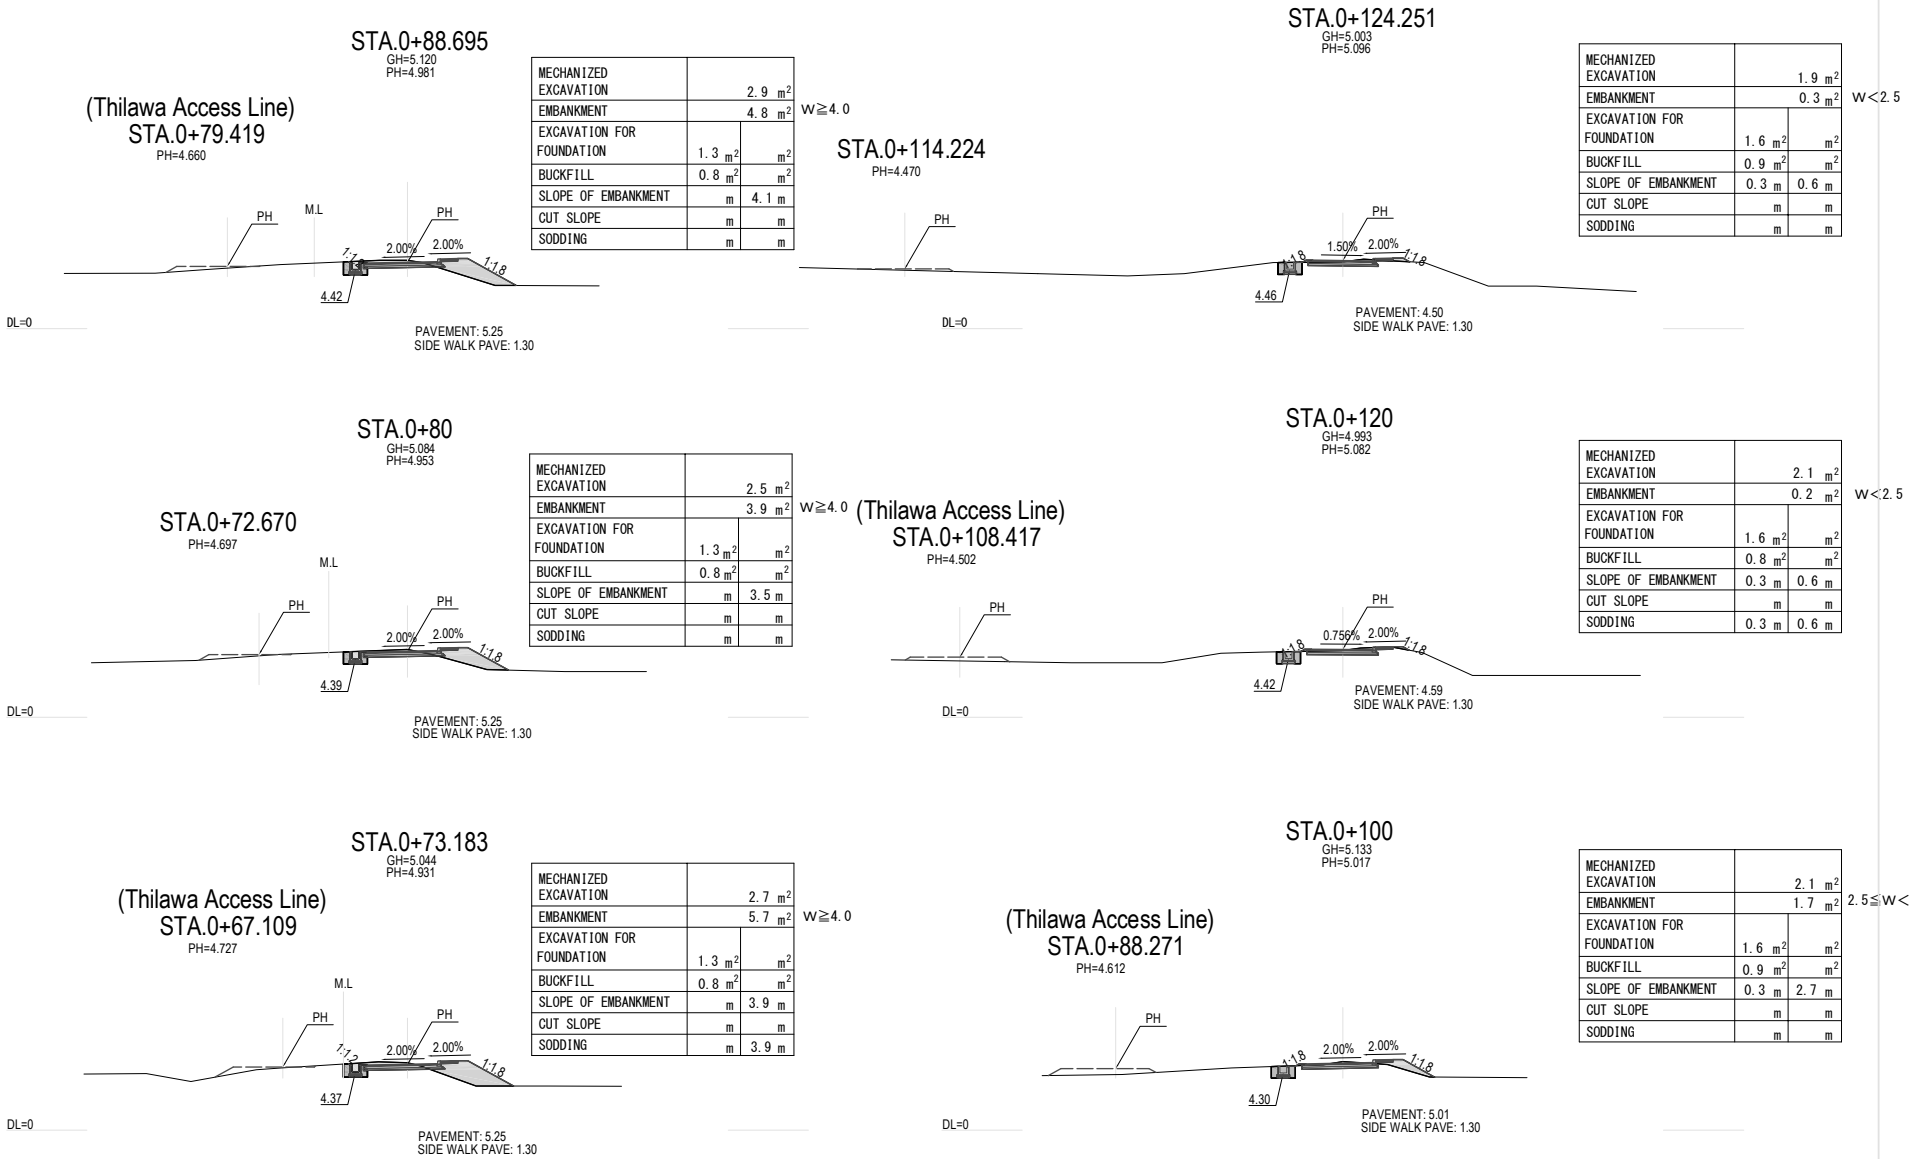 STA.0+88.695
GH=5.120
PH=4.981
(Thilawa Access Line)
STA.0+79.419
PH=4.660
MECHANIZED
EXCAVATION 2.9 m²
EMBANKMENT 4.8 m² W≧4.0
EXCAVATION FOR
FOUNDATION 1.3 m² m²
BUCKFILL 0.8 m² m²
SLOPE OF EMBANKMENT m 4.1 m
CUT SLOPE m m
SODDING m m
PH
M.L
PH
2.00% 2.00%
1:1.8
4.42
DL=0
PAVEMENT: 5.25
SIDE WALK PAVE: 1.30
STA.0+124.251
GH=5.003
PH=5.096
STA.0+114.224
PH=4.470
MECHANIZED
EXCAVATION 1.9 m²
EMBANKMENT 0.3 m² W<2.5
EXCAVATION FOR
FOUNDATION 1.6 m² m²
BUCKFILL 0.9 m² m²
SLOPE OF EMBANKMENT 0.3 m 0.6 m
CUT SLOPE m m
SODDING m m
PH
PH
1:1.8 1.50% 2.00% 1:1.8
4.46
DL=0
PAVEMENT: 4.50
SIDE WALK PAVE: 1.30
STA.0+80
GH=5.084
PH=4.953
STA.0+72.670
PH=4.697
MECHANIZED
EXCAVATION 2.5 m²
EMBANKMENT 3.9 m² W≧4.0
EXCAVATION FOR
FOUNDATION 1.3 m² m²
BUCKFILL 0.8 m² m²
SLOPE OF EMBANKMENT m 3.5 m
CUT SLOPE m m
SODDING m m
M.L
PH
PH
2.00% 2.00%
1:1.8
4.39
DL=0
PAVEMENT: 5.25
SIDE WALK PAVE: 1.30
STA.0+120
GH=4.993
PH=5.082
(Thilawa Access Line)
STA.0+108.417
PH=4.502
MECHANIZED
EXCAVATION 2.1 m²
EMBANKMENT 0.2 m² W<2.5
EXCAVATION FOR
FOUNDATION 1.6 m² m²
BUCKFILL 0.8 m² m²
SLOPE OF EMBANKMENT 0.3 m 0.6 m
CUT SLOPE m m
SODDING 0.3 m 0.6 m
PH
PH
1:1.8 0.756% 2.00% 1:1.8
4.42
DL=0
PAVEMENT: 4.59
SIDE WALK PAVE: 1.30
STA.0+73.183
GH=5.044
PH=4.931
(Thilawa Access Line)
STA.0+67.109
PH=4.727
MECHANIZED
EXCAVATION 2.7 m²
EMBANKMENT 5.7 m² W≧4.0
EXCAVATION FOR
FOUNDATION 1.3 m² m²
BUCKFILL 0.8 m² m²
SLOPE OF EMBANKMENT m 3.9 m
CUT SLOPE m m
SODDING m 3.9 m
M.L
PH
PH
1:1.2 2.00% 2.00%
1:1.8
4.37
DL=0
PAVEMENT: 5.25
SIDE WALK PAVE: 1.30
STA.0+100
GH=5.133
PH=5.017
(Thilawa Access Line)
STA.0+88.271
PH=4.612
MECHANIZED
EXCAVATION 2.1 m²
EMBANKMENT 1.7 m² 2.5≦W<
EXCAVATION FOR
FOUNDATION 1.6 m² m²
BUCKFILL 0.9 m² m²
SLOPE OF EMBANKMENT 0.3 m 2.7 m
CUT SLOPE m m
SODDING m m
PH
1:1.8 2.00% 2.00% 1:1.8
4.30
DL=0
PAVEMENT: 5.01
SIDE WALK PAVE: 1.30